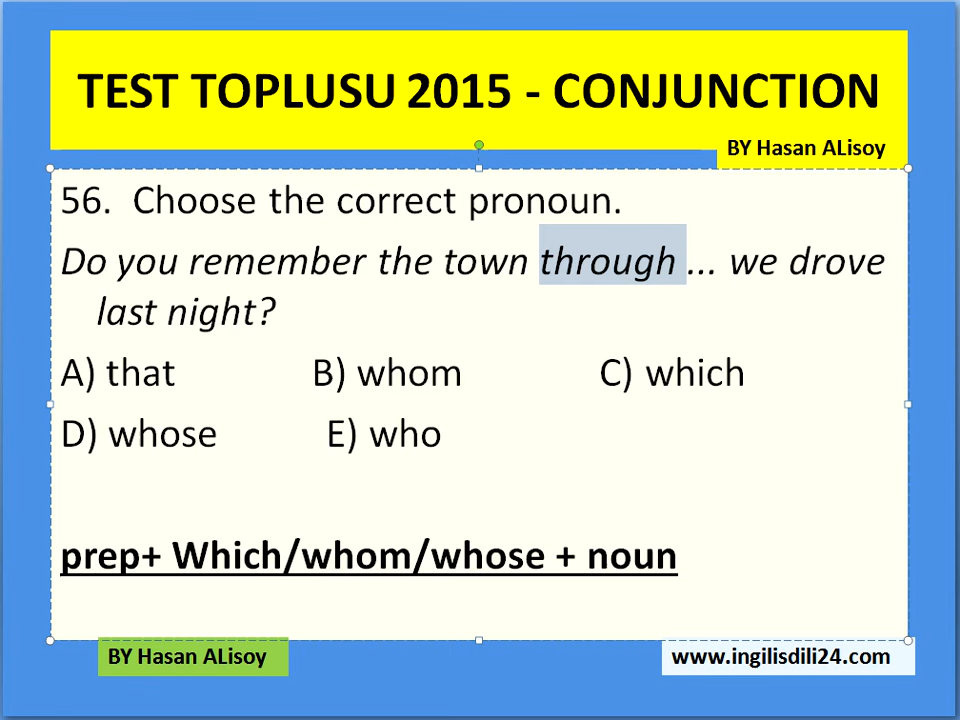 TEST TOPLUSU 2015 - CONJUNCTION
BY Hasan ALisoy
56. Choose the correct pronoun.
Do you remember the town through ... we drove
last night?
A) that B) whom C) which
D) whose E) who
prep+ Which/whom/whose + noun
BY Hasan ALisoy
www.ingilisdili24.com